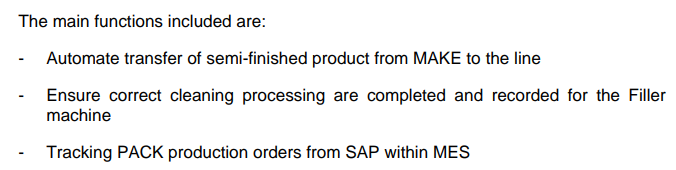 The main functions included are:
- Automate transfer of semi-finished product from MAKE to the line
- Ensure correct cleaning processing are completed and recorded for the Filler
machine
- Tracking PACK production orders from SAP within MES